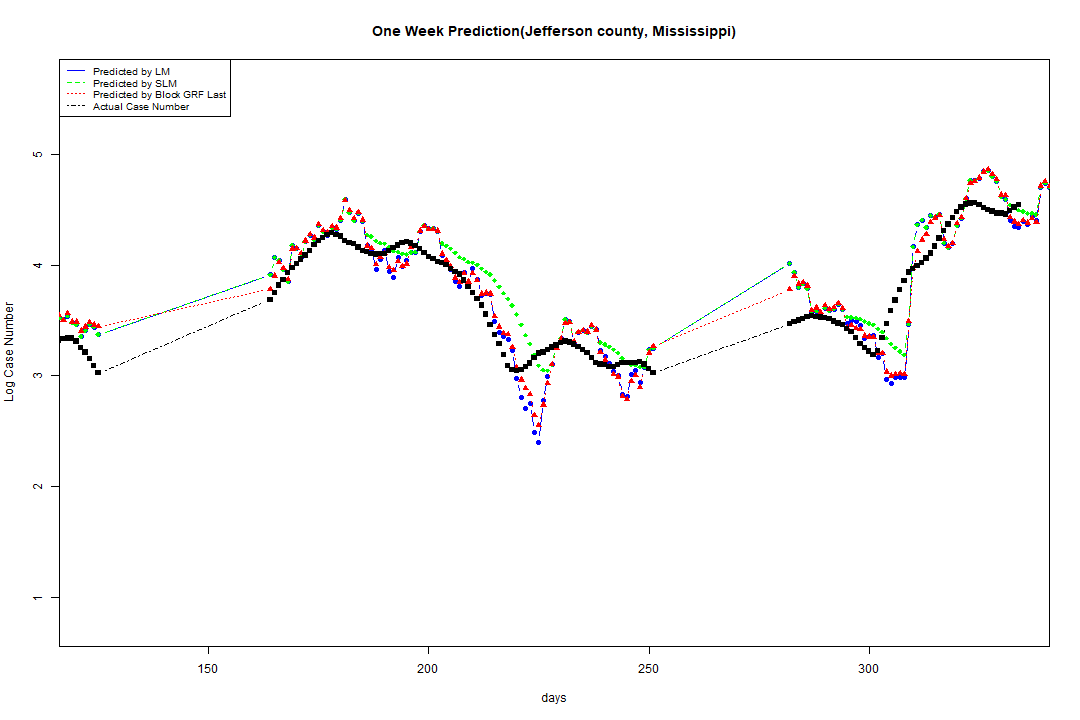 One Week Prediction(Jefferson county, Mississippi)
Predicted by LM
Predicted by SLM
Predicted by Block GRF Last
Actual Case Number
5
4
3
2
1
Log Case Number
150 200 250 300
days